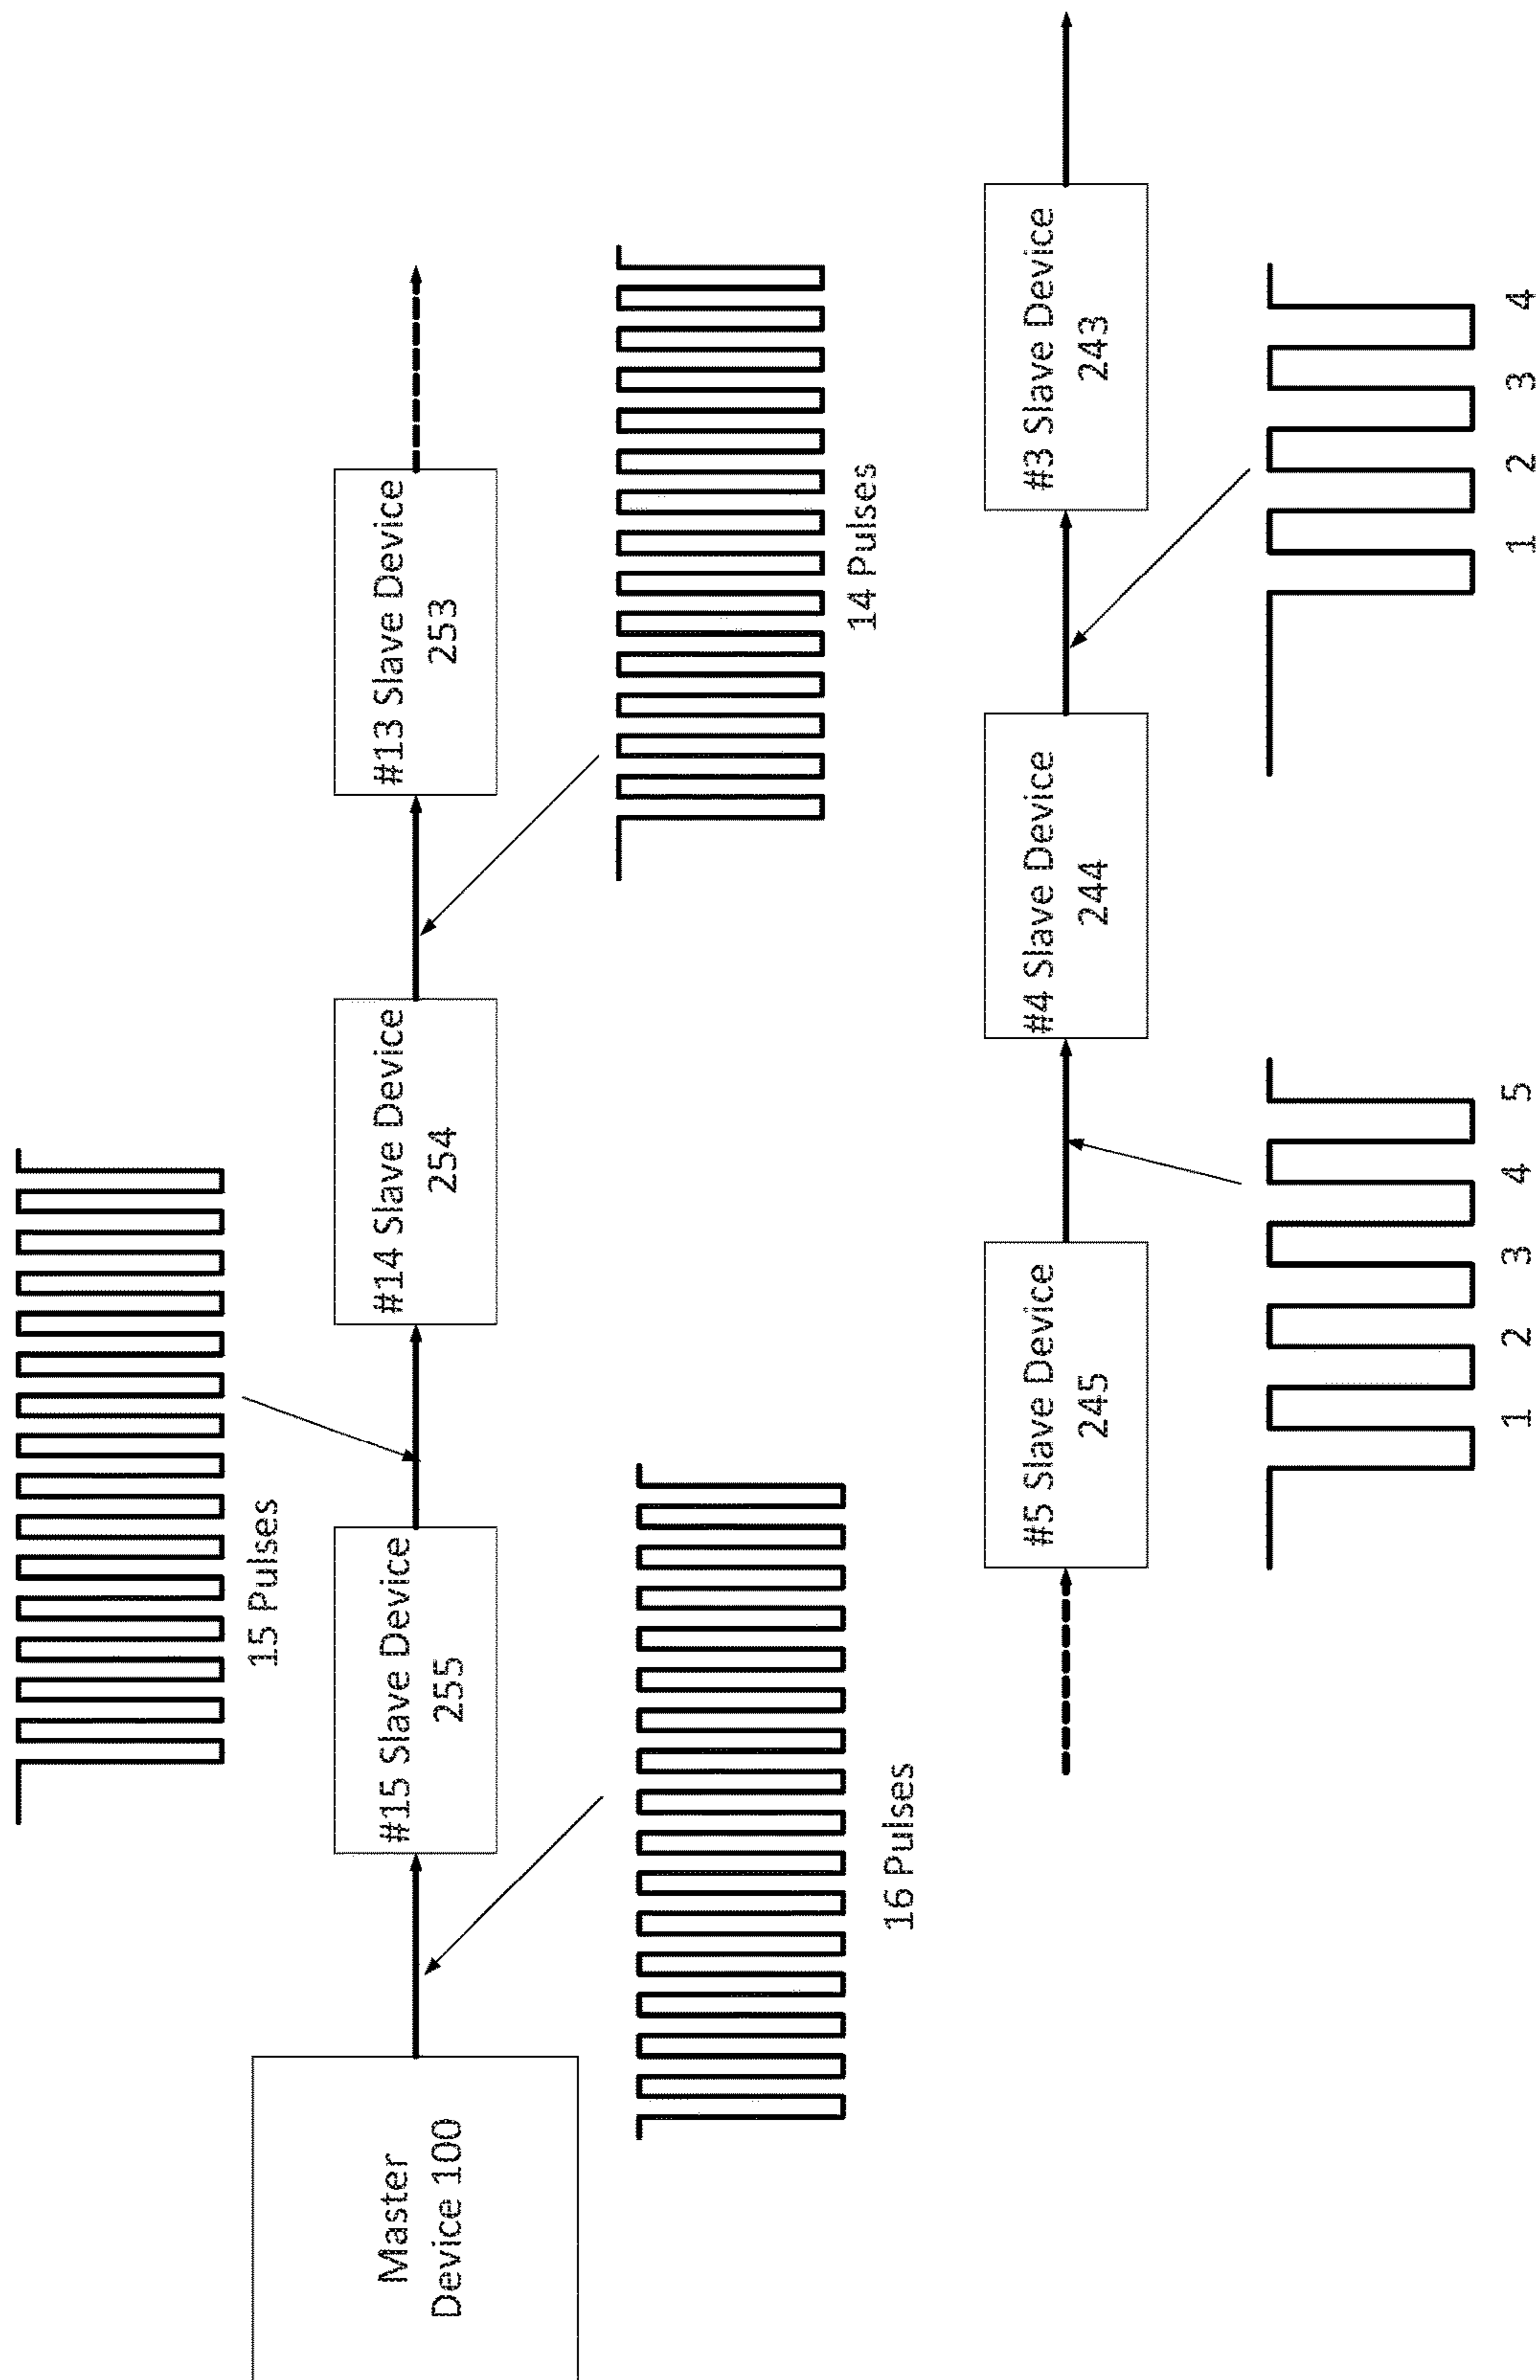 15 Pulses
Master
Device 100
#15 Slave Device
255
#14 Slave Device
254
#13 Slave Device
253
16 Pulses
14 Pulses
#5 Slave Device
245
#4 Slave Device
244
#3 Slave Device
243
1 2 3 4 5
1 2 3 4